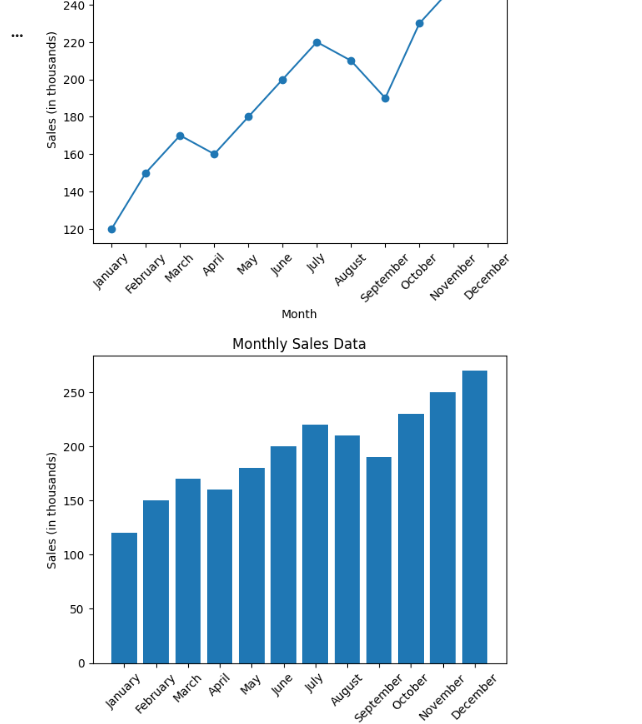 ...
240
220
200
180
160
140
120
Sales (in thousands)
January
February
March
April
May
June
July
August
September
October
November
December
Month
Monthly Sales Data
250
200
150
100
50
0
Sales (in thousands)
January
February
March
April
May
June
July
August
September
October
November
December